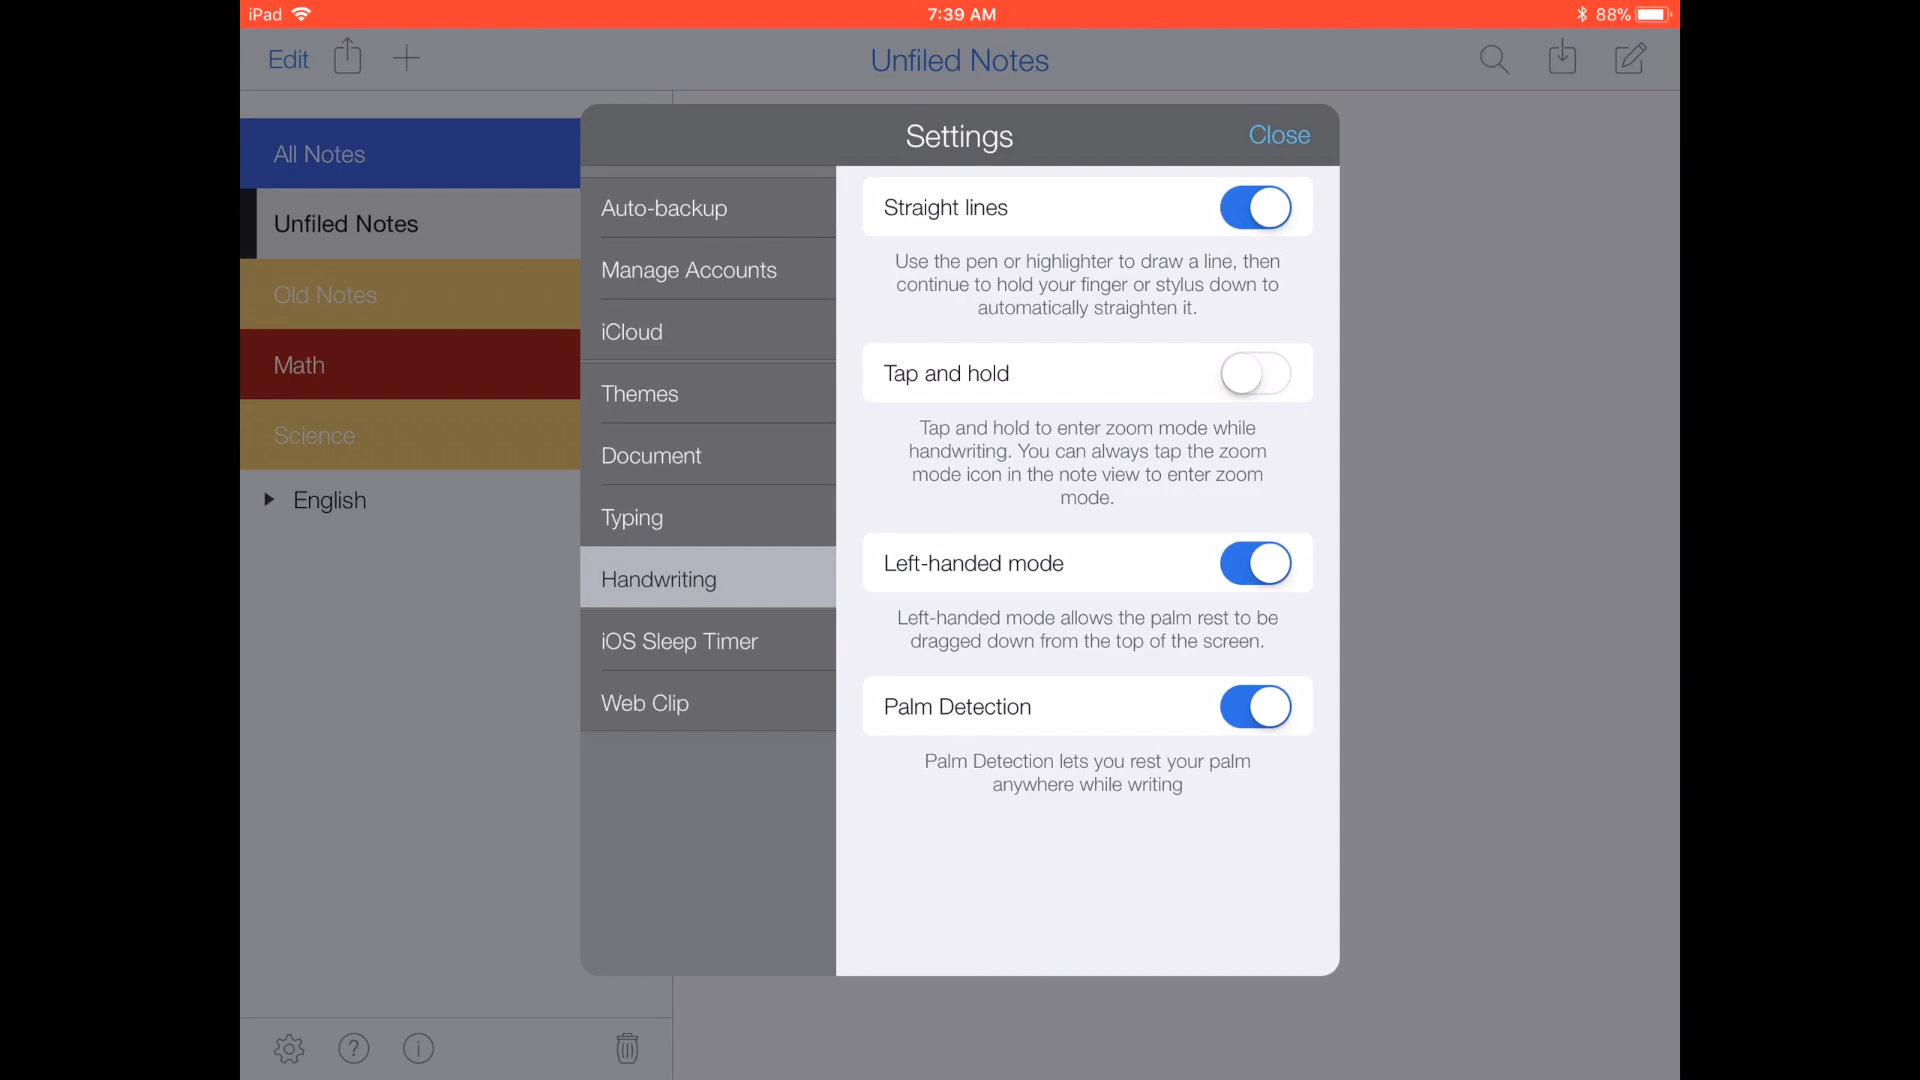 iPad 7:39 AM 88%
Edit Unfiled Notes
Settings Close
All Notes
Unfiled Notes
Old Notes
Math
Science
English
Auto-backup
Manage Accounts
iCloud
Themes
Document
Typing
Handwriting
iOS Sleep Timer
Web Clip
Straight lines
Use the pen or highlighter to draw a line, then
continue to hold your finger or stylus down to
automatically straighten it.
Tap and hold
Tap and hold to enter zoom mode while
handwriting. You can always tap the zoom
mode icon in the note view to enter zoom
mode.
Left-handed mode
Left-handed mode allows the palm rest to be
dragged down from the top of the screen.
Palm Detection
Palm Detection lets you rest your palm
anywhere while writing